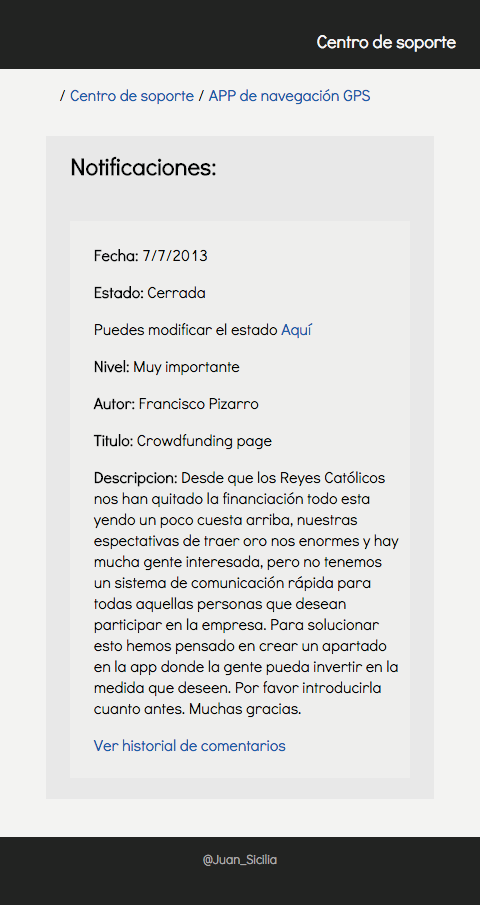 Centro de soporte
/ Centro de soporte / APP de navegación GPS
Notificaciones:
Fecha: 7/7/2013
Estado: Cerrada
Puedes modificar el estado Aquí
Nivel: Muy importante
Autor: Francisco Pizarro
Titulo: Crowdfunding page
Descripcion: Desde que los Reyes Católicos
nos han quitado la financiación todo esta
yendo un poco cuesta arriba, nuestras
espectativas de traer oro nos enormes y hay
mucha gente interesada, pero no tenemos
un sistema de comunicación rápida para
todas aquellas personas que desean
participar en la empresa. Para solucionar
esto hemos pensado en crear un apartado
en la app donde la gente pueda invertir en la
medida que deseen. Por favor introducirla
cuanto antes. Muchas gracias.
Ver historial de comentarios
@Juan_Sicilia